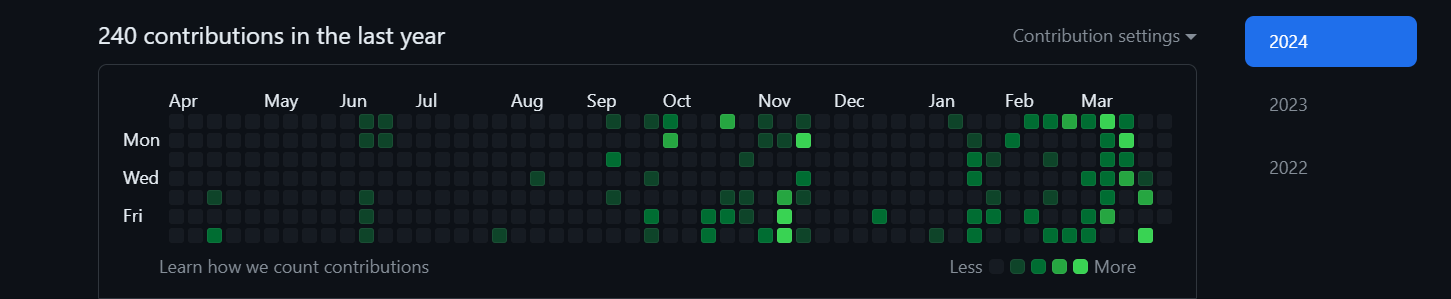 240 contributions in the last year
Contribution settings
2024
2023
2022
Apr May Jun Jul Aug Sep Oct Nov Dec Jan Feb Mar
Mon
Wed
Fri
Learn how we count contributions
Less More